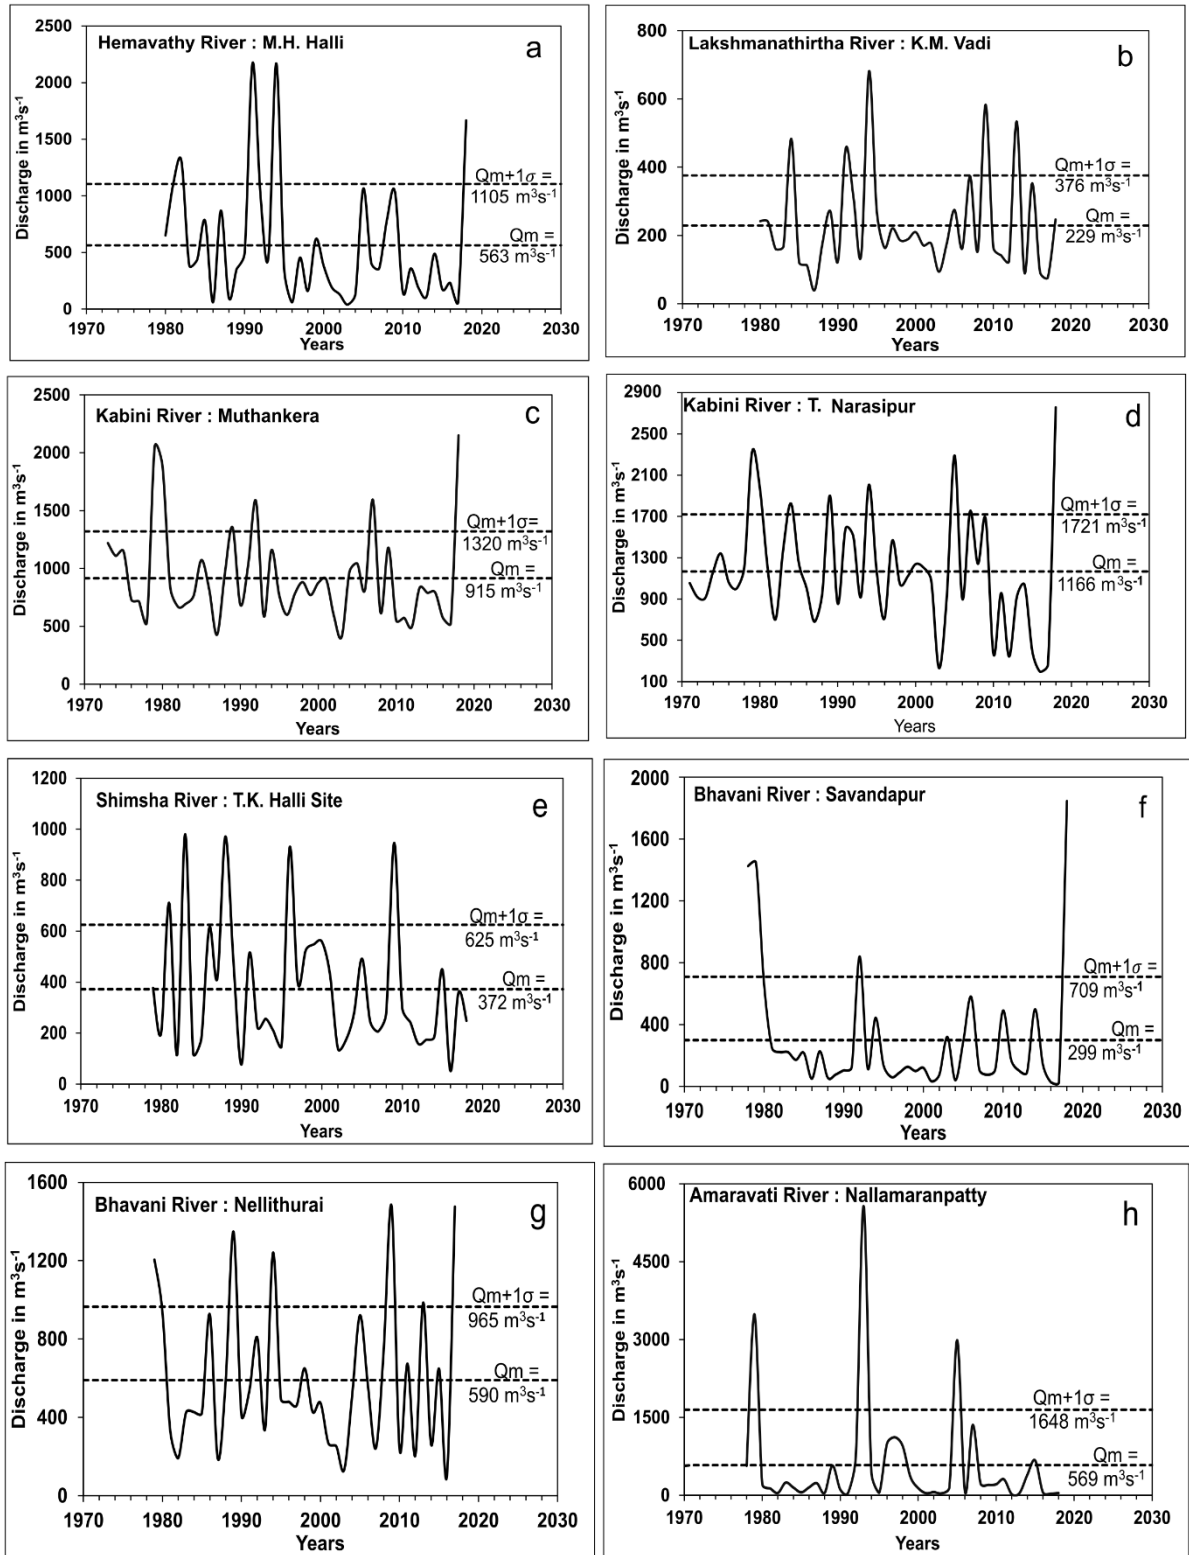 Hemavathy River : M.H. Halli
a
Discharge in m³s⁻¹
2500
2000
1500
1000
500
0
Qm+1σ =
1105 m³s⁻¹
Qm =
563 m³s⁻¹
1970 1980 1990 2000 2010 2020 2030
Years
Lakshmanathirtha River : K.M. Vadi
b
Discharge in m³s⁻¹
800
600
400
200
0
Qm+1σ =
376 m³s⁻¹
Qm =
229 m³s⁻¹
1970 1980 1990 2000 2010 2020 2030
Years
Kabini River : Muthankera
c
Discharge in m³s⁻¹
2500
2000
1500
1000
500
0
Qm+1σ=
1320 m³s⁻¹
Qm =
915 m³s⁻¹
1970 1980 1990 2000 2010 2020 2030
Years
Kabini River : T. Narasipur
d
Discharge in m³s⁻¹
2900
2500
2100
1700
1300
900
500
100
Qm+1σ =
1721 m³s⁻¹
Qm =
1166 m³s⁻¹
1970 1980 1990 2000 2010 2020 2030
Years
Shimsha River : T.K. Halli Site
e
Discharge in m³s⁻¹
1200
1000
800
600
400
200
0
Qm+1σ =
625 m³s⁻¹
Qm =
372 m³s⁻¹
1970 1980 1990 2000 2010 2020 2030
Years
Bhavani River : Savandapur
f
Discharge in m³s⁻¹
2000
1600
1200
800
400
0
Qm+1σ =
709 m³s⁻¹
Qm =
299 m³s⁻¹
1970 1980 1990 2000 2010 2020 2030
Years
Bhavani River : Nellithurai
g
Discharge in m³s⁻¹
1600
1200
800
400
0
Qm+1σ =
965 m³s⁻¹
Qm =
590 m³s⁻¹
1970 1980 1990 2000 2010 2020 2030
Years
Amaravati River : Nallamaranpatty
h
Discharge in m³s⁻¹
6000
4500
3000
1500
0
Qm+1σ =
1648 m³s⁻¹
Qm =
569 m³s⁻¹
1970 1980 1990 2000 2010 2020 2030
Years